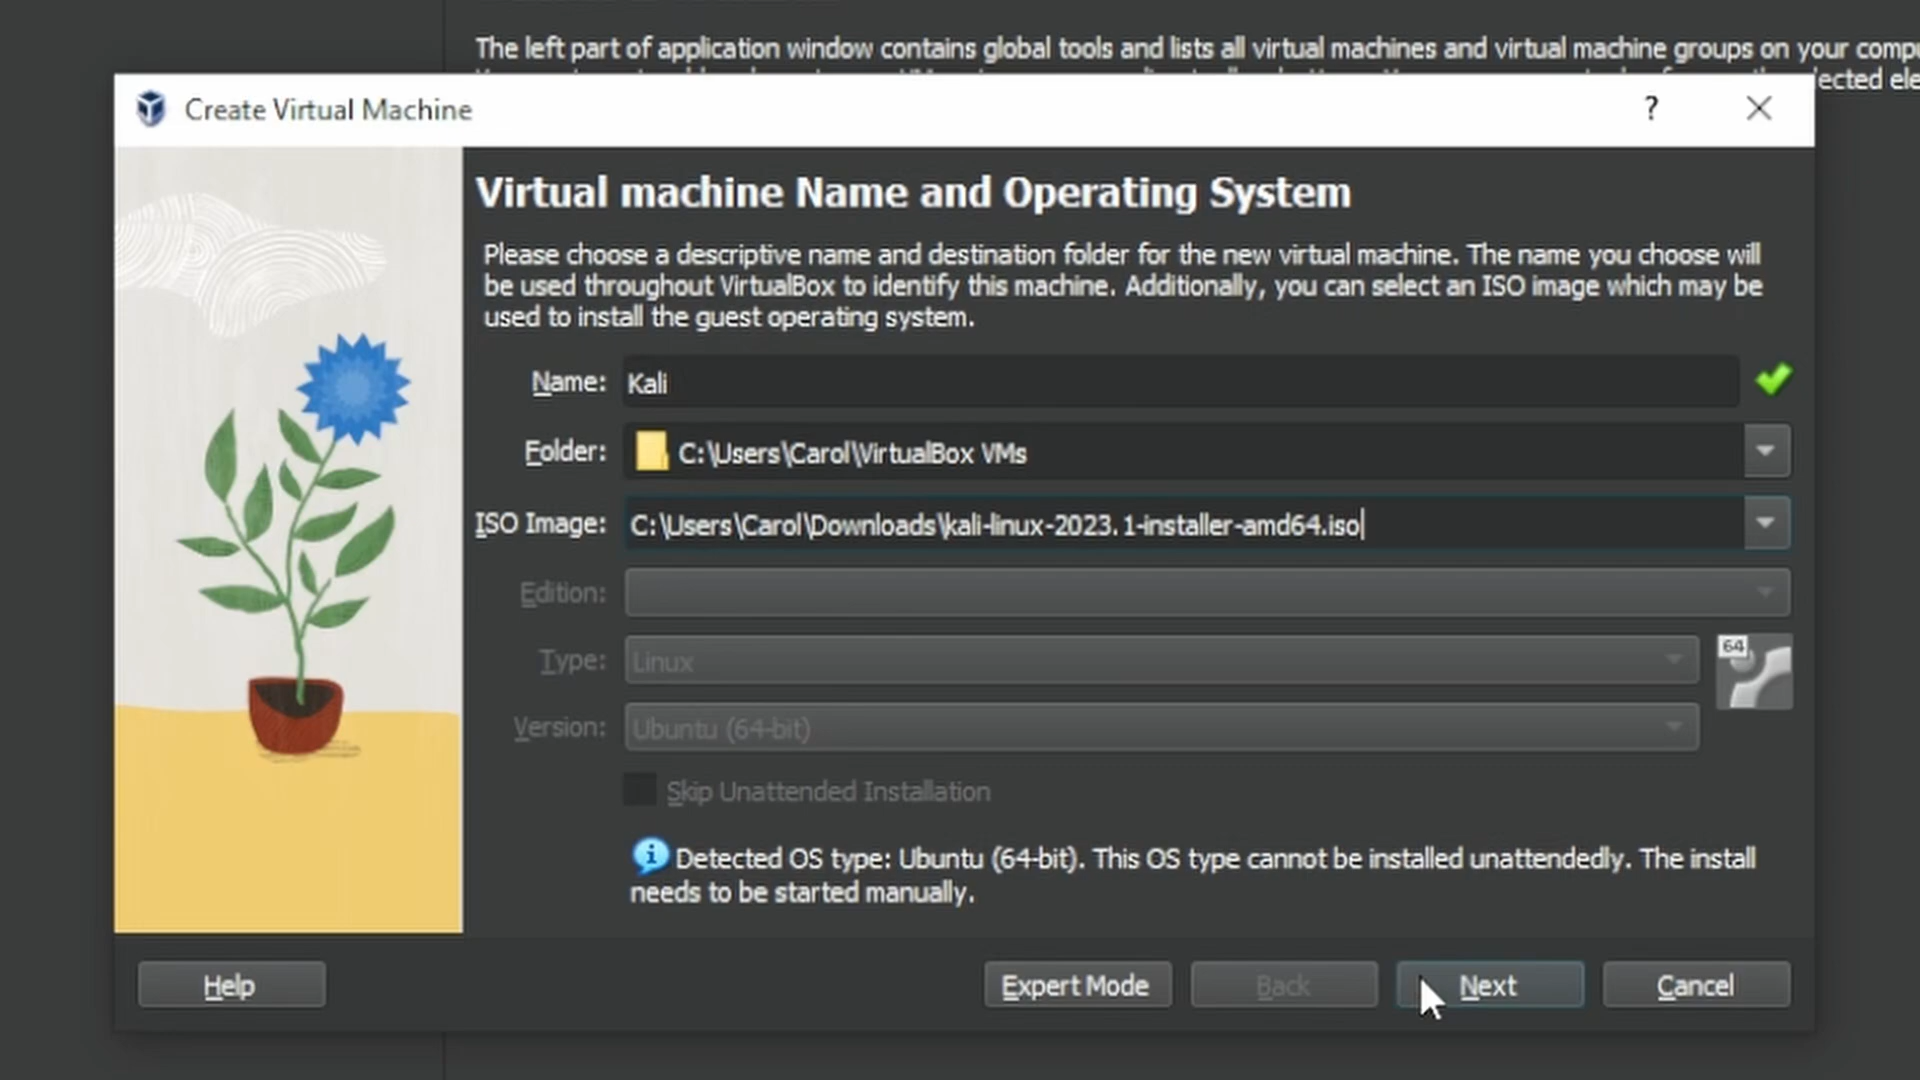 The left part of application window contains global tools and lists all virtual machines and virtual machine groups on your
ected
Create Virtual Machine
?
Virtual machine Name and Operating System
Please choose a descriptive name and destination folder for the new virtual machine. The name you choose will
be used throughout VirtualBox to identify this machine. Additionally, you can select an ISO image which may be
used to install the guest operating system.
Name: Kali
Folder: C:\Users\Carol\VirtualBox VMs
ISO Image: C:\Users\Carol\Downloads\kali-linux-2023.1-installer-amd64.iso
Edition:
Type: Linux
64
Version: Ubuntu (64-bit)
Skip Unattended Installation
Detected OS type: Ubuntu (64-bit). This OS type cannot be installed unattendedly. The install
needs to be started manually.
Help Expert Mode Back Next Cancel